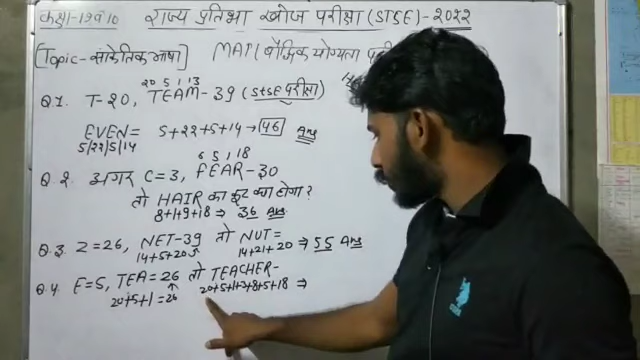 कक्षा-9व10 राज्य प्रतिभा खोज परीक्षा (STSE)-2022
[Topic-सांकेतिक भाषा] MAT(बौद्धिक योग्यता
20 5 1 13
Q.1. T-20, TEAM-39 (STSE परीक्षा)
EVEN = 5+22+5+14 → 46 Ans
5/22/5/14
6 5 1 18
Q.2. अगर C=3, FEAR-30
तो HAIR का कूट क्या होगा?
8+1+9+18 ⇒ 36 Ans.
Q.3. Z=26, NET-39 तो NUT=
14+5+20 14+21+20 ⇒ 55 Ans
Q.4. E=5, TEA=26 तो TEACHER-
20+5+1=26 20+5+1+3+8+5+18 ⇒